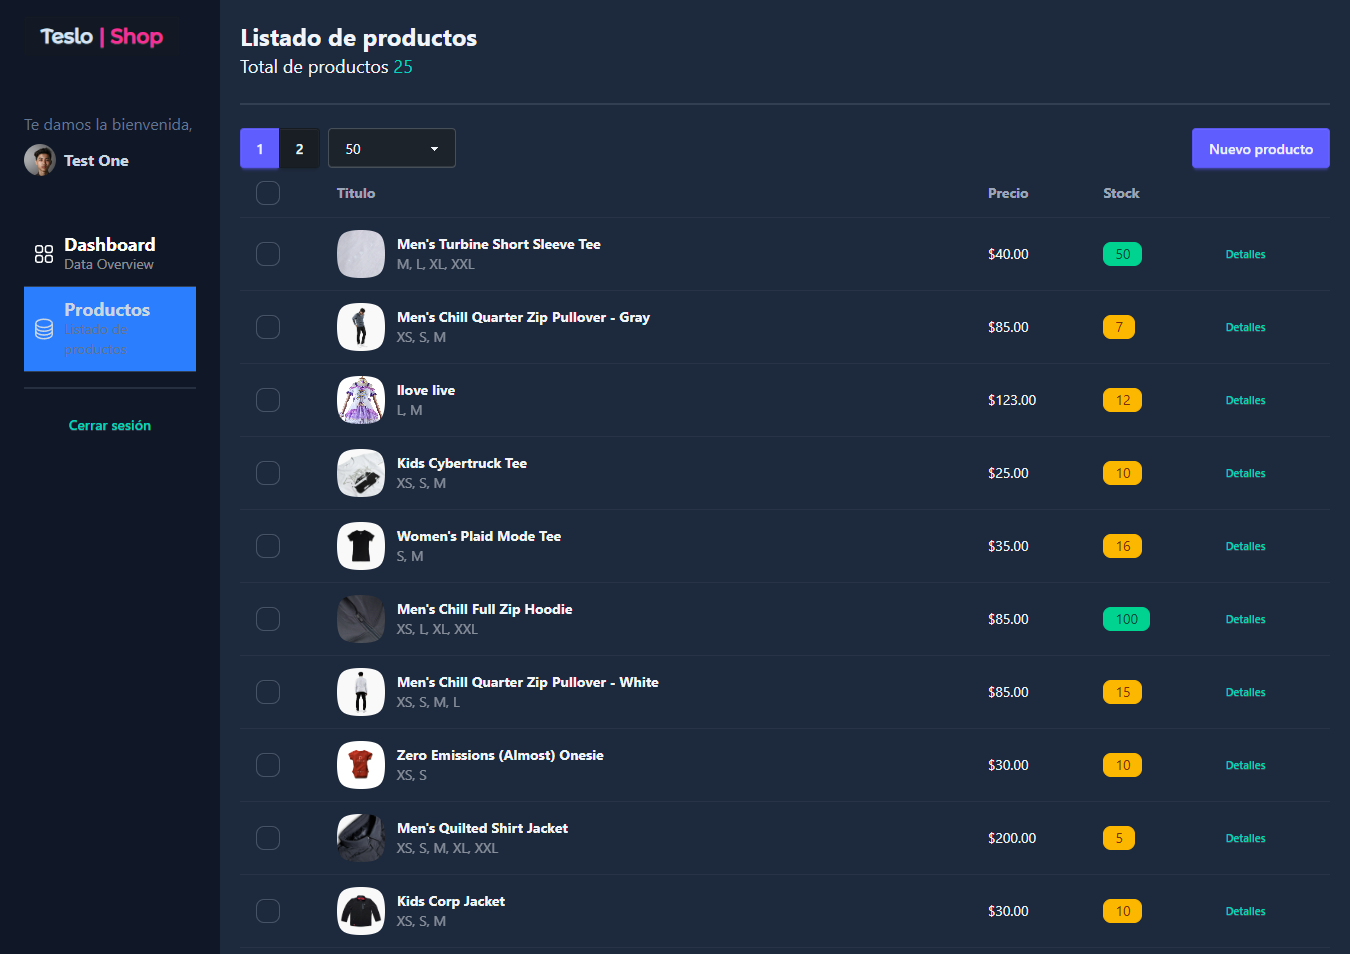 Teslo | Shop
Te damos la bienvenida,
Test One
Dashboard
Data Overview
Productos
Listado de
productos
Cerrar sesión
Listado de productos
Total de productos 25
1 2 50 Nuevo producto
Titulo Precio Stock
Men's Turbine Short Sleeve Tee
M, L, XL, XXL
$40.00 50 Detalles
Men's Chill Quarter Zip Pullover - Gray
XS, S, M
$85.00 7 Detalles
Ilove live
L, M
$123.00 12 Detalles
Kids Cybertruck Tee
XS, S, M
$25.00 10 Detalles
Women's Plaid Mode Tee
S, M
$35.00 16 Detalles
Men's Chill Full Zip Hoodie
XS, L, XL, XXL
$85.00 100 Detalles
Men's Chill Quarter Zip Pullover - White
XS, S, M, L
$85.00 15 Detalles
Zero Emissions (Almost) Onesie
XS, S
$30.00 10 Detalles
Men's Quilted Shirt Jacket
XS, S, M, XL, XXL
$200.00 5 Detalles
Kids Corp Jacket
XS, S, M
$30.00 10 Detalles